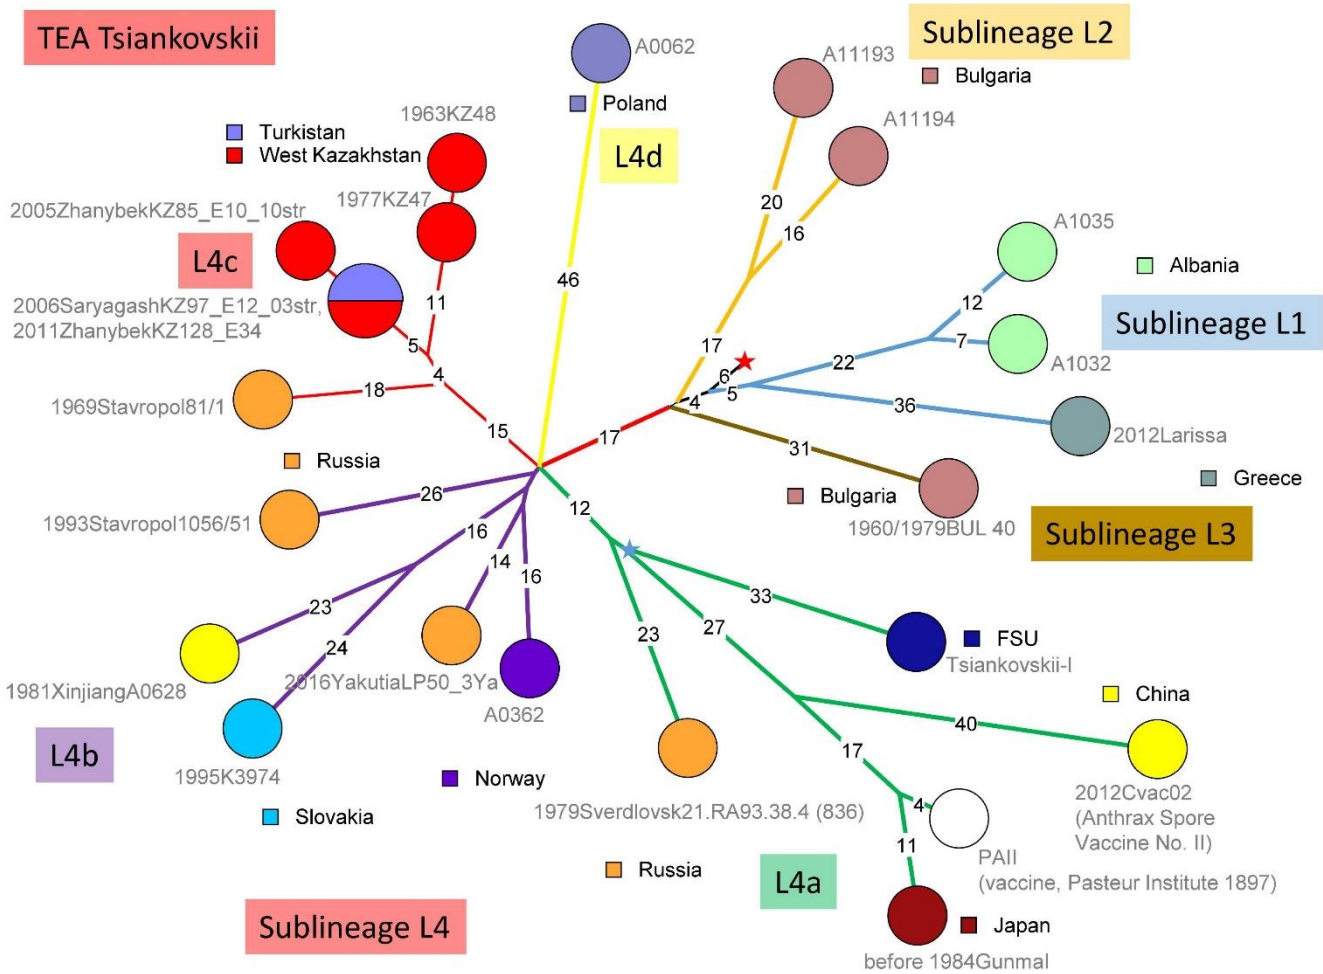 TEA Tsiankovskii
A0062
Sublineage L2
A11193
Bulgaria
Poland
1963KZ48
A11194
Turkistan
West Kazakhstan
L4d
1977KZ47
20
2005ZhanybekKZ85_E10_10str
16
A1035
L4c
46
Albania
11
12
2006SaryagashKZ97_E12_03str,
2011ZhanybekKZ128_E34
Sublineage L1
5
17
7
22
A1032
4
6
18
5
1969Stavropol81/1
4
36
15
17
2012Larissa
Russia
31
Greece
26
Bulgaria
12
1993Stavropol1056/51
1960/1979BUL 40
16
Sublineage L3
14
16
33
23
27
23
FSU
24
Tsiankovskii-I
1981XinjiangA0628
2016YakutiaLP50_3Ya
A0362
China
40
L4b
17
1995K3974
Norway
2012Cvac02
(Anthrax Spore
Vaccine No. II)
1979Sverdlovsk21.RA93.38.4 (836)
4
Slovakia
11
PAII
(vaccine, Pasteur Institute 1897)
Russia
L4a
Sublineage L4
Japan
before 1984Gunmal